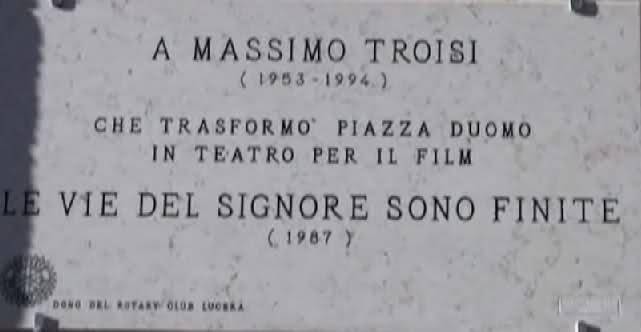 A MASSIMO TROISI
( 1953 - 1994 )
CHE TRASFORMO' PIAZZA DUOMO
IN TEATRO PER IL FILM
LE VIE DEL SIGNORE SONO FINITE
( 1987 )
DONO DEL ROTARY CLUB LUCERA